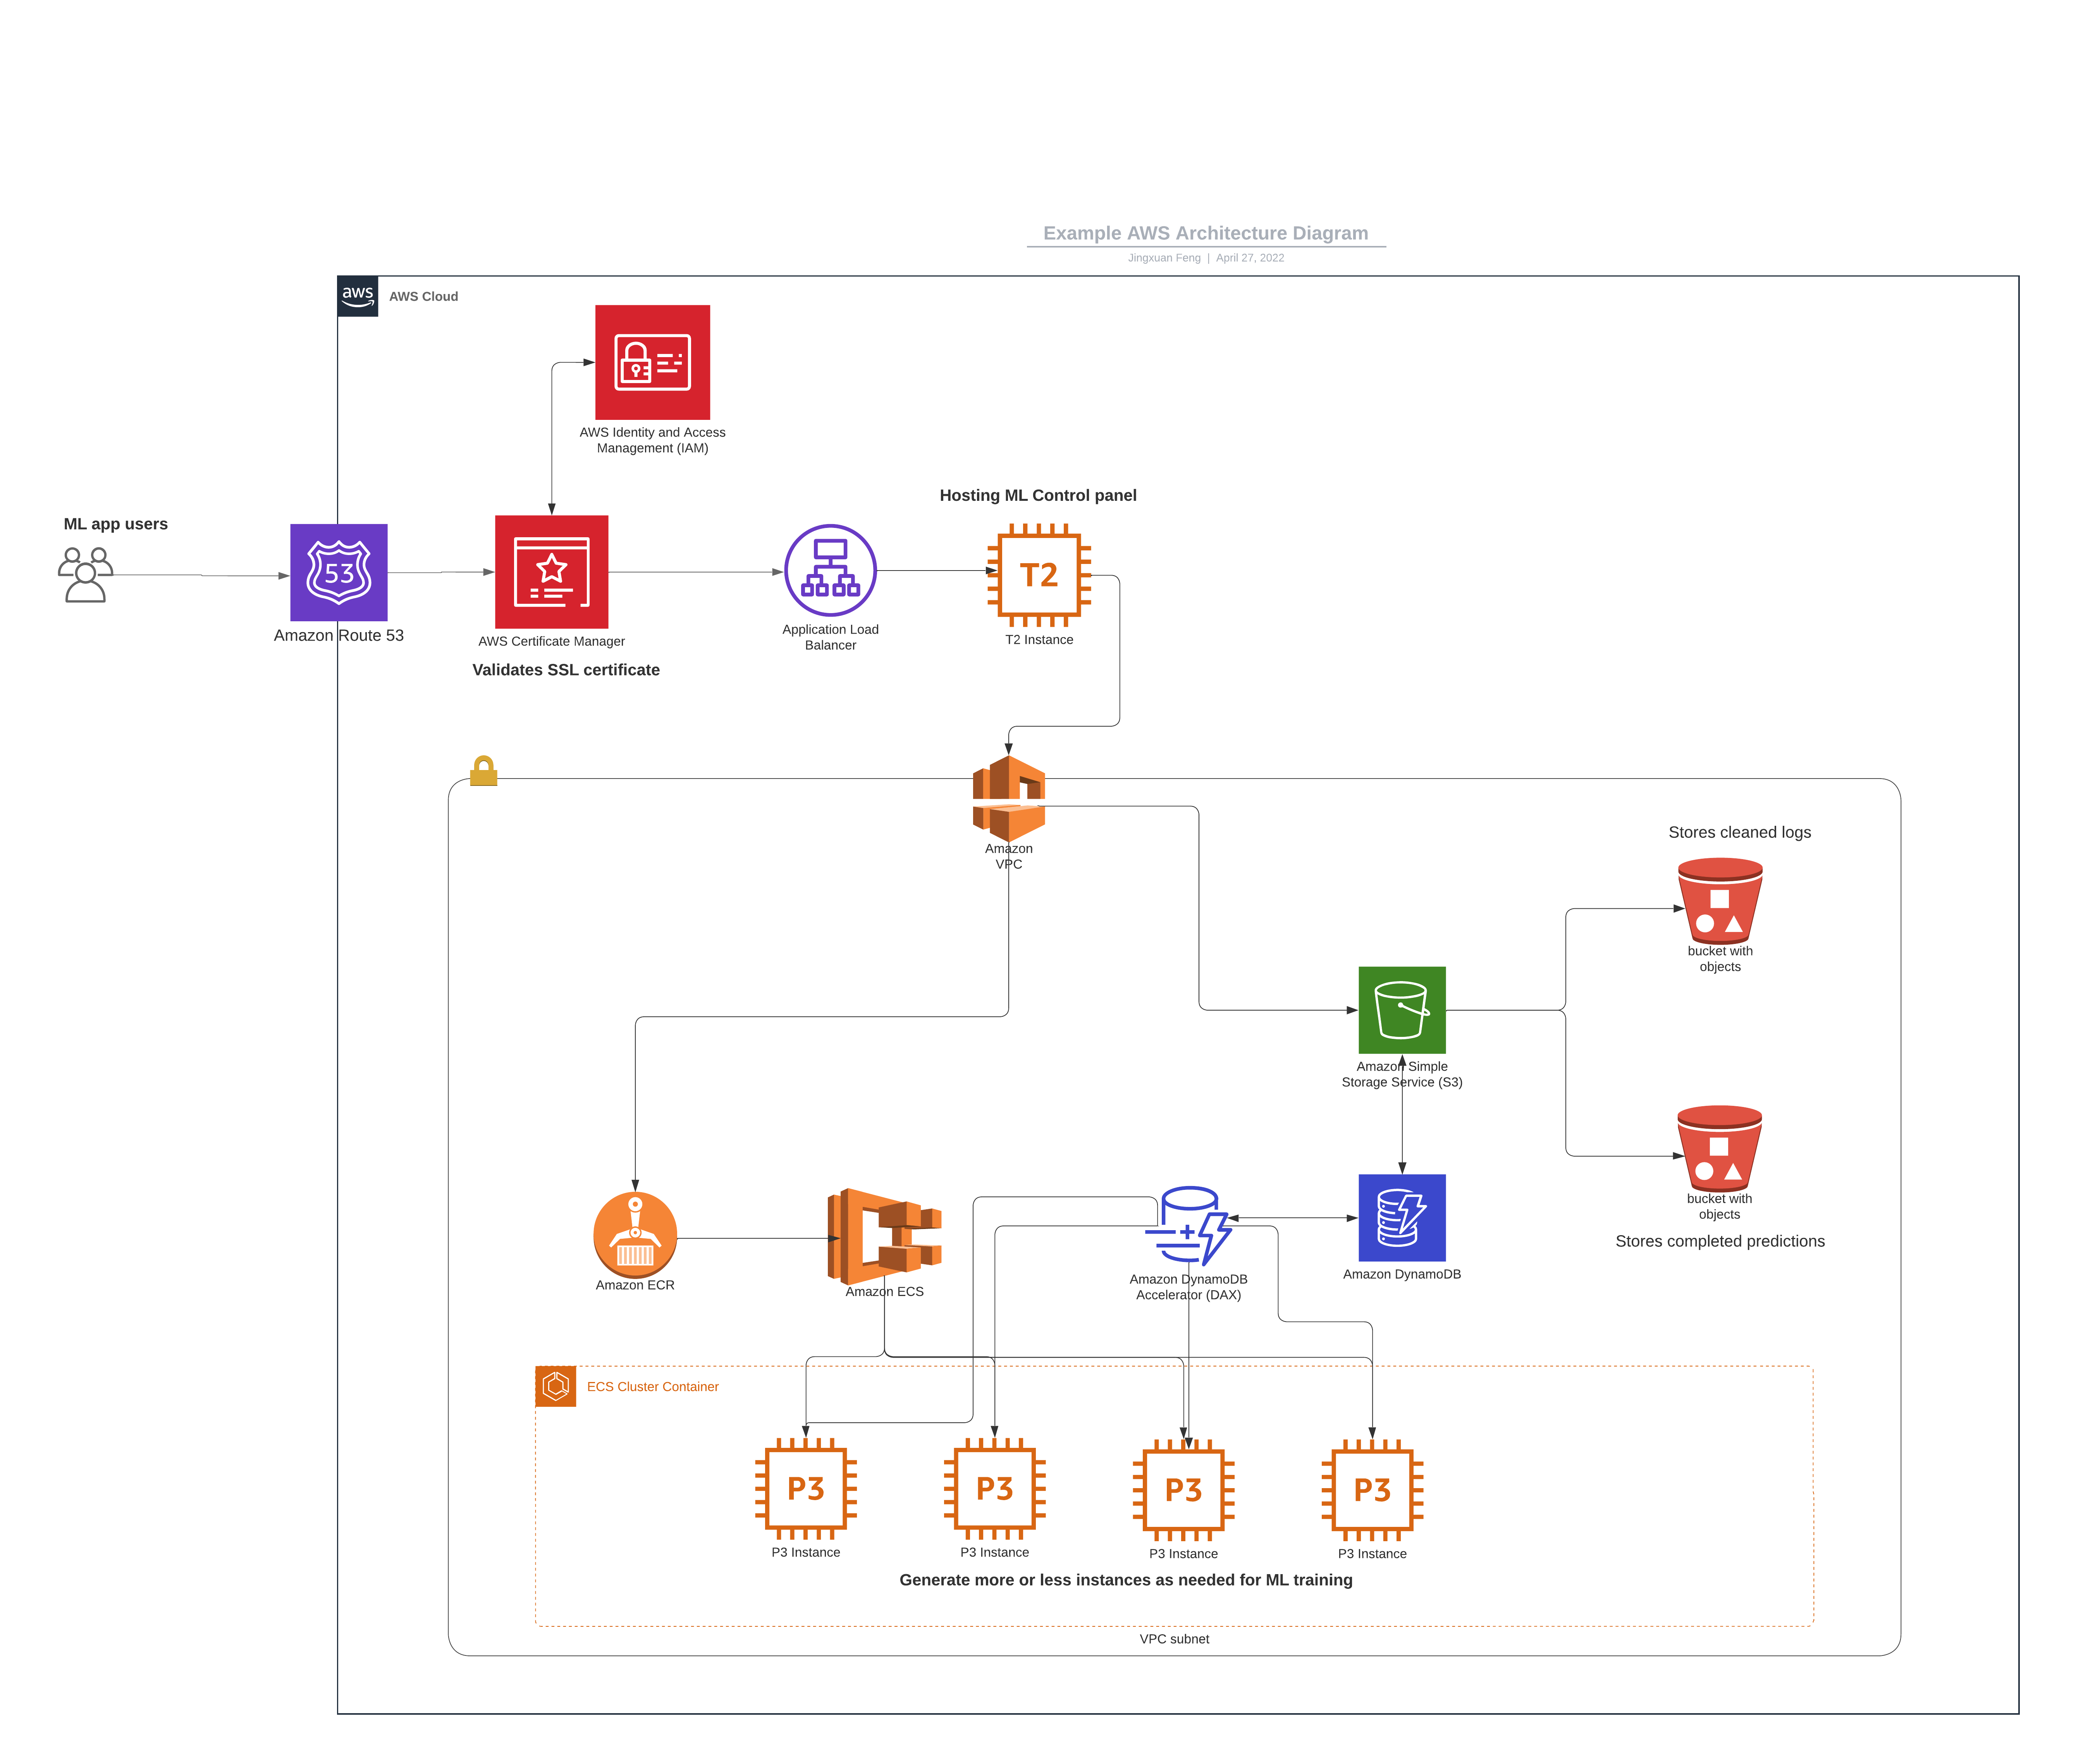 Example AWS Architecture Diagram
Jingxuan Feng | April 27, 2022
aws
AWS Cloud
AWS Identity and Access
Management (IAM)
Hosting ML Control panel
ML app users
53
Amazon Route 53
AWS Certificate Manager
Validates SSL certificate
Application Load
Balancer
T2
T2 Instance
Amazon
VPC
Stores cleaned logs
bucket with
objects
Amazon Simple
Storage Service (S3)
bucket with
objects
Stores completed predictions
Amazon ECR
Amazon ECS
Amazon DynamoDB
Accelerator (DAX)
Amazon DynamoDB
ECS Cluster Container
P3
P3
P3
P3
P3 Instance
P3 Instance
P3 Instance
P3 Instance
Generate more or less instances as needed for ML training
VPC subnet